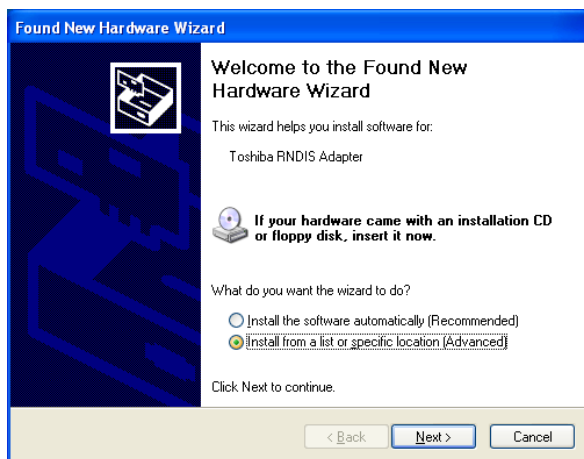 Found New Hardware Wizard
Welcome to the Found New
Hardware Wizard
This wizard helps you install software for:
Toshiba RNDIS Adapter
If your hardware came with an installation CD
or floppy disk, insert it now.
What do you want the wizard to do?
Install the software automatically (Recommended)
Install from a list or specific location (Advanced)
Click Next to continue.
< Back Next > Cancel